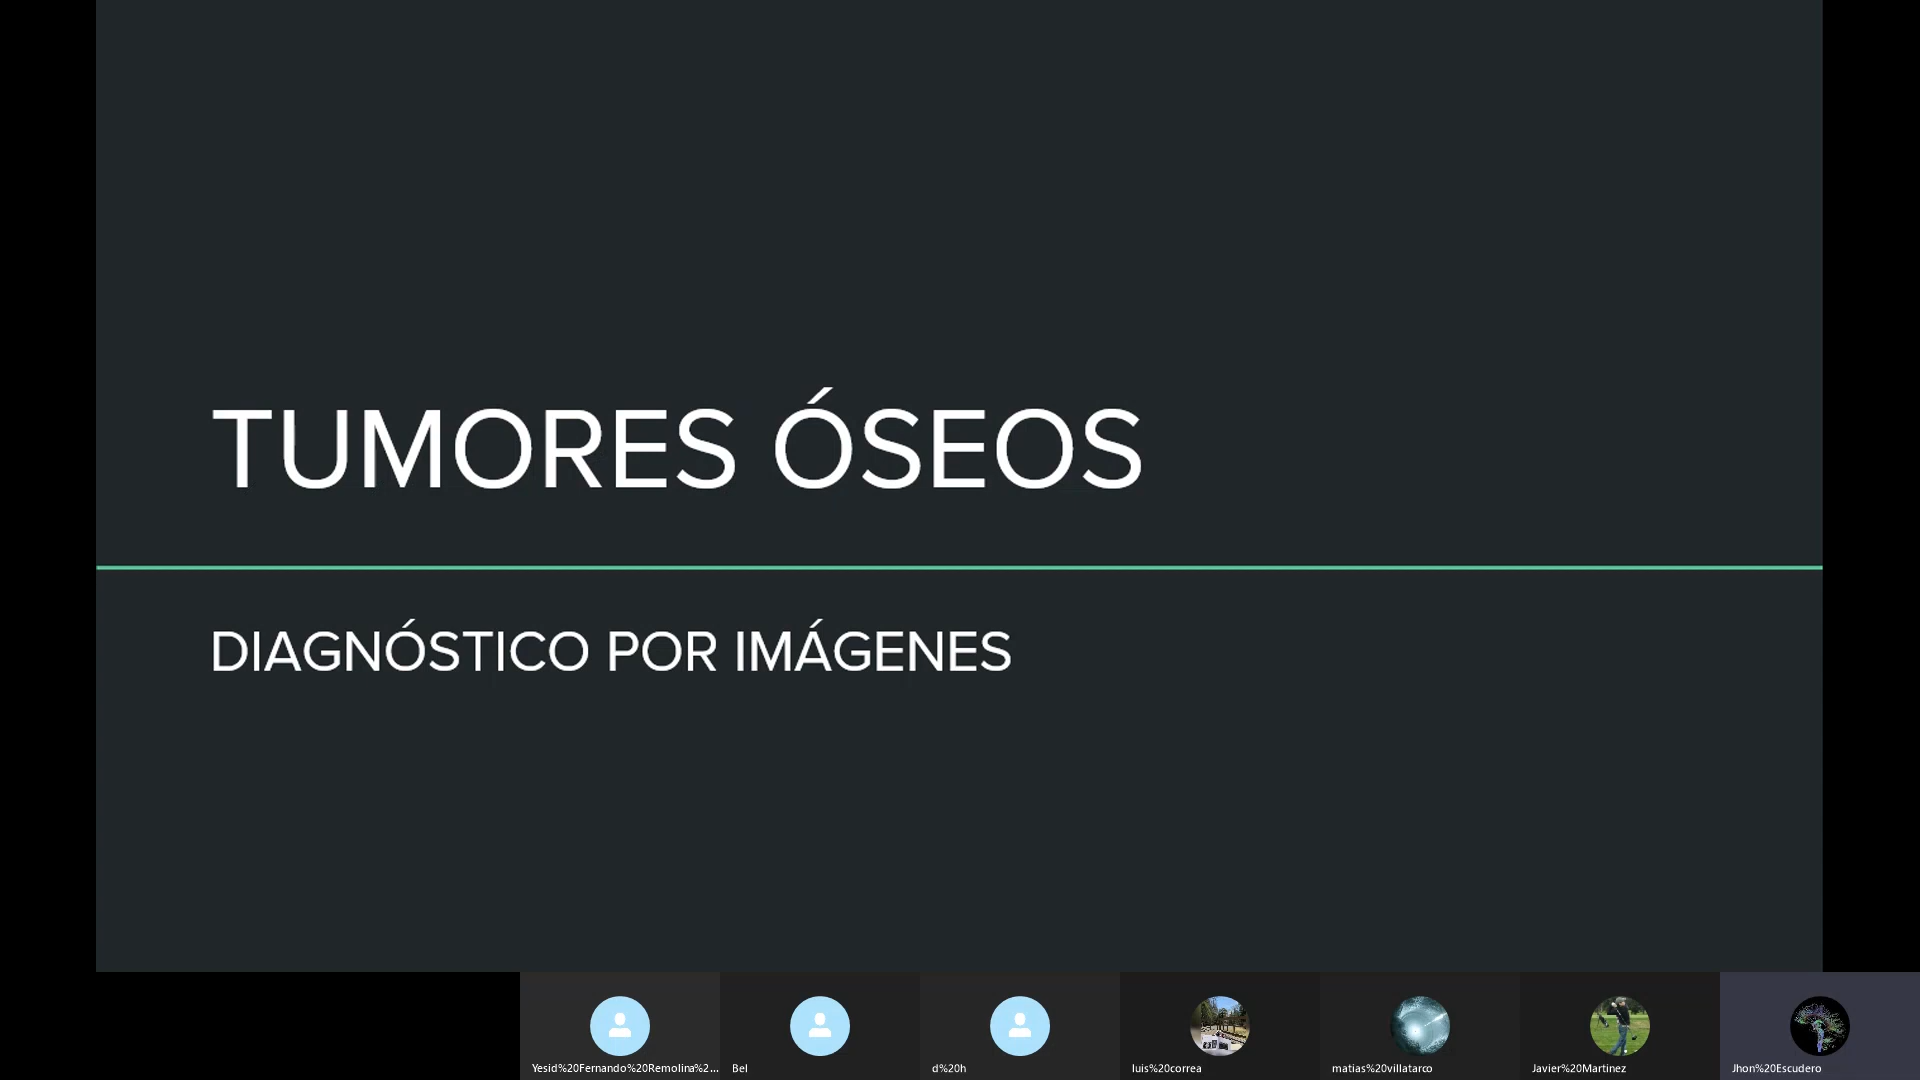 TUMORES ÓSEOS
DIAGNÓSTICO POR IMÁGENES
Yesid%20Fernando%20Remolina%2...
Bel
d%20h
luis%20correa
matias%20villatarco
Javier%20Martinez
Jhon%20Escudero